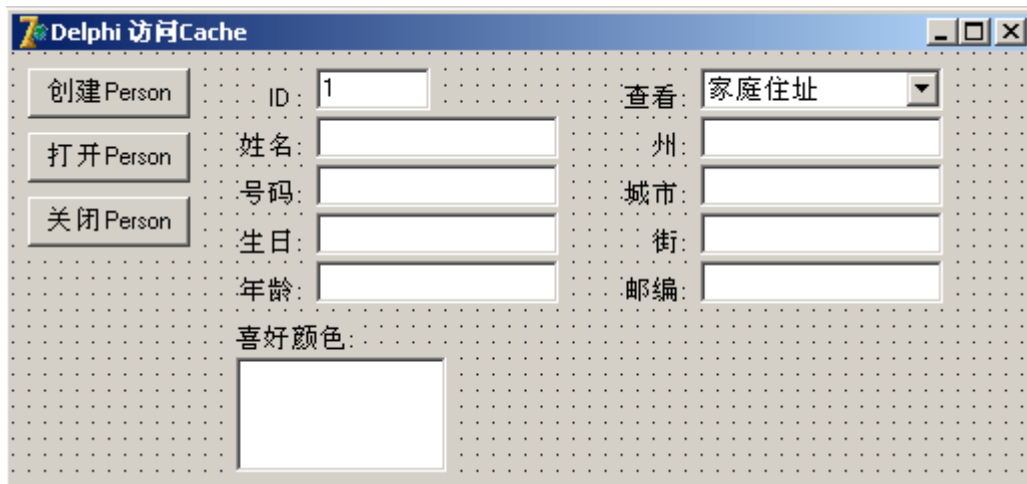 Delphi 访问Cache
创建Person
打开Person
关闭Person
ID:
1
姓名:
号码:
生日:
年龄:
喜好颜色:
查看:
家庭住址
州:
城市:
街:
邮编: